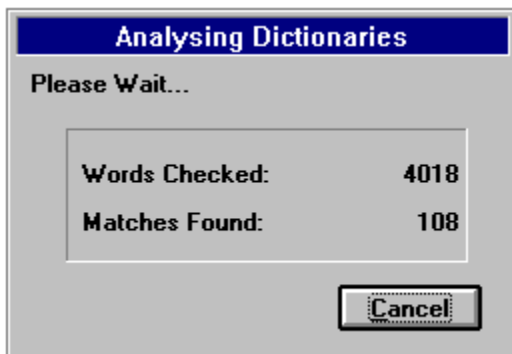 Analysing Dictionaries
Please Wait...
Words Checked: 4018
Matches Found: 108
Cancel